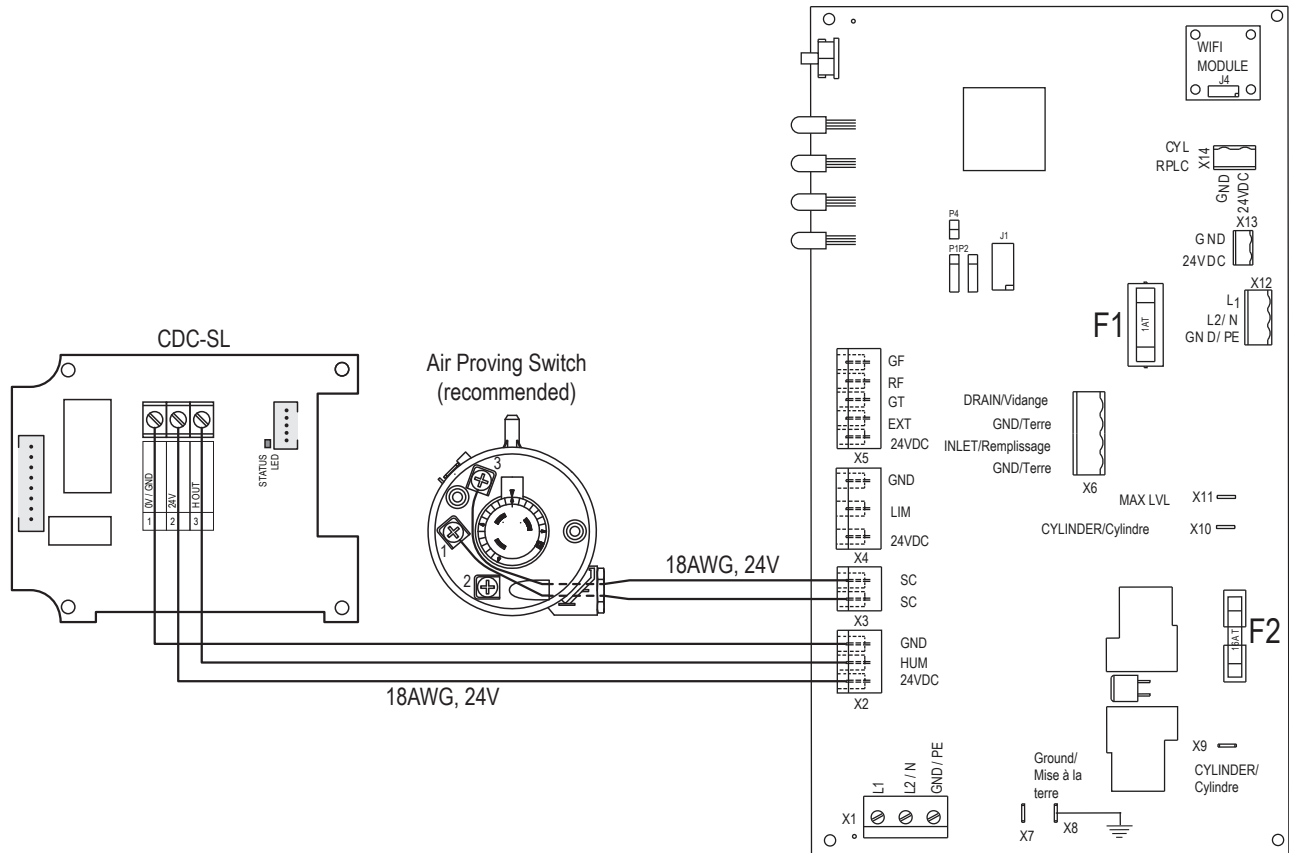 WIFI
MODULE
J4
CYL
RPLC
X14
GND
24VDC
X13
GND
24VDC
X12
L1
L2/ N
GND/ PE
F1
1AT
P4
P1P2
J1
CDC-SL
0V / GND
24V
H OUT
1
2
3
STATUS
LED
Air Proving Switch
(recommended)
3
1
2
18AWG, 24V
18AWG, 24V
GF
RF
GT
EXT
24VDC
X5
GND
LIM
24VDC
X4
SC
SC
X3
GND
HUM
24VDC
X2
DRAIN/Vidange
GND/Terre
INLET/Remplissage
GND/Terre
X6
MAX LVL
X11
CYLINDER/Cylindre
X10
F2
16AT
X9
CYLINDER/
Cylindre
Ground/
Mise à la
terre
X7
X8
X1
L1
L2 / N
GND / PE